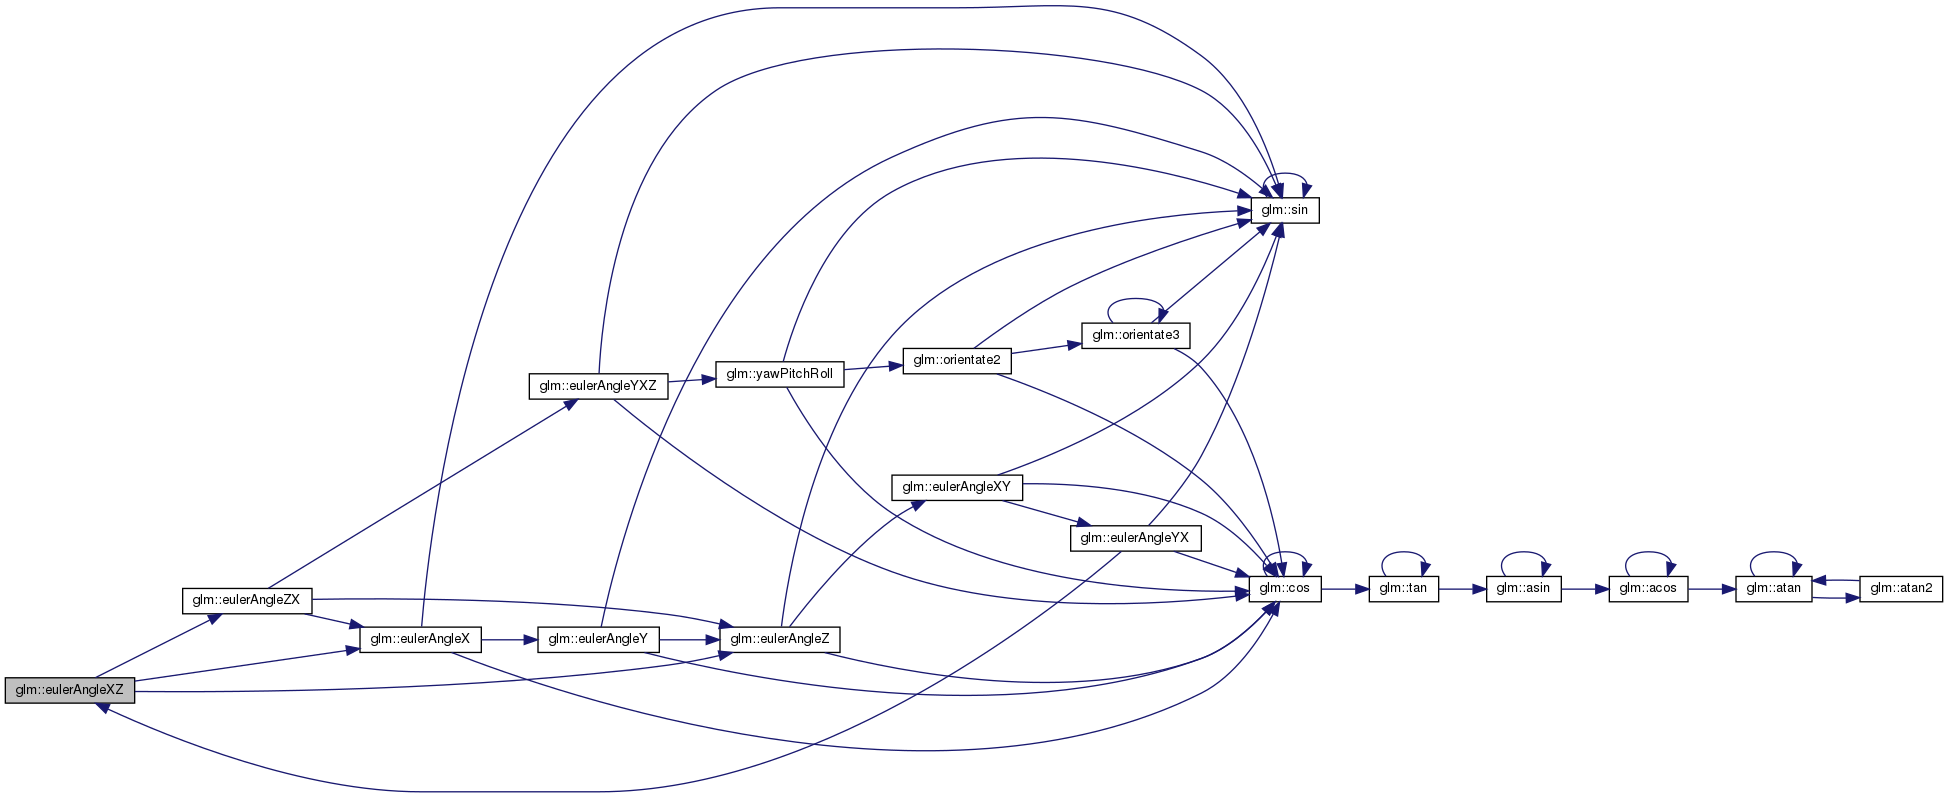 glm::sin
glm::orientate3
glm::orientate2
glm::yawPitchRoll
glm::eulerAngleYXZ
glm::eulerAngleXY
glm::eulerAngleYX
glm::cos
glm::tan
glm::asin
glm::acos
glm::atan
glm::atan2
glm::eulerAngleZX
glm::eulerAngleX
glm::eulerAngleY
glm::eulerAngleZ
glm::eulerAngleXZ